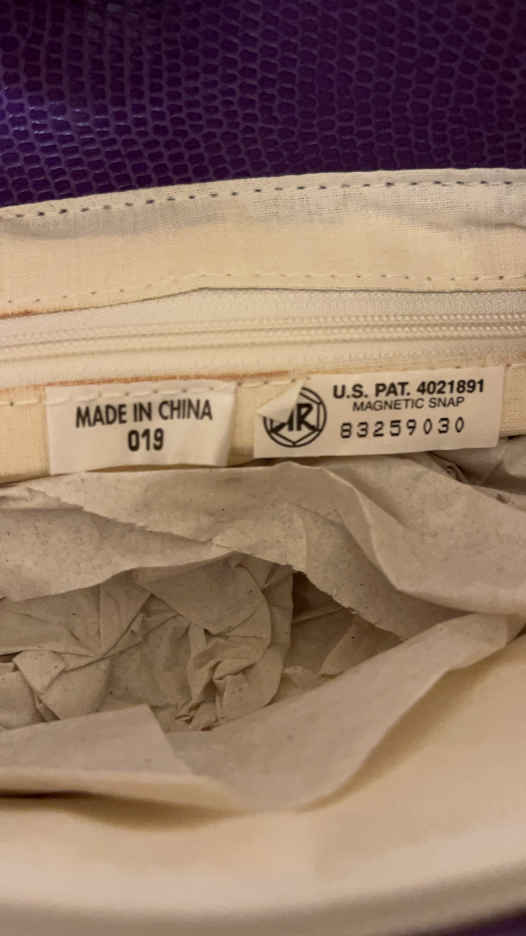 MADE IN CHINA
019
U.S. PAT. 4021891
MAGNETIC SNAP
83259030